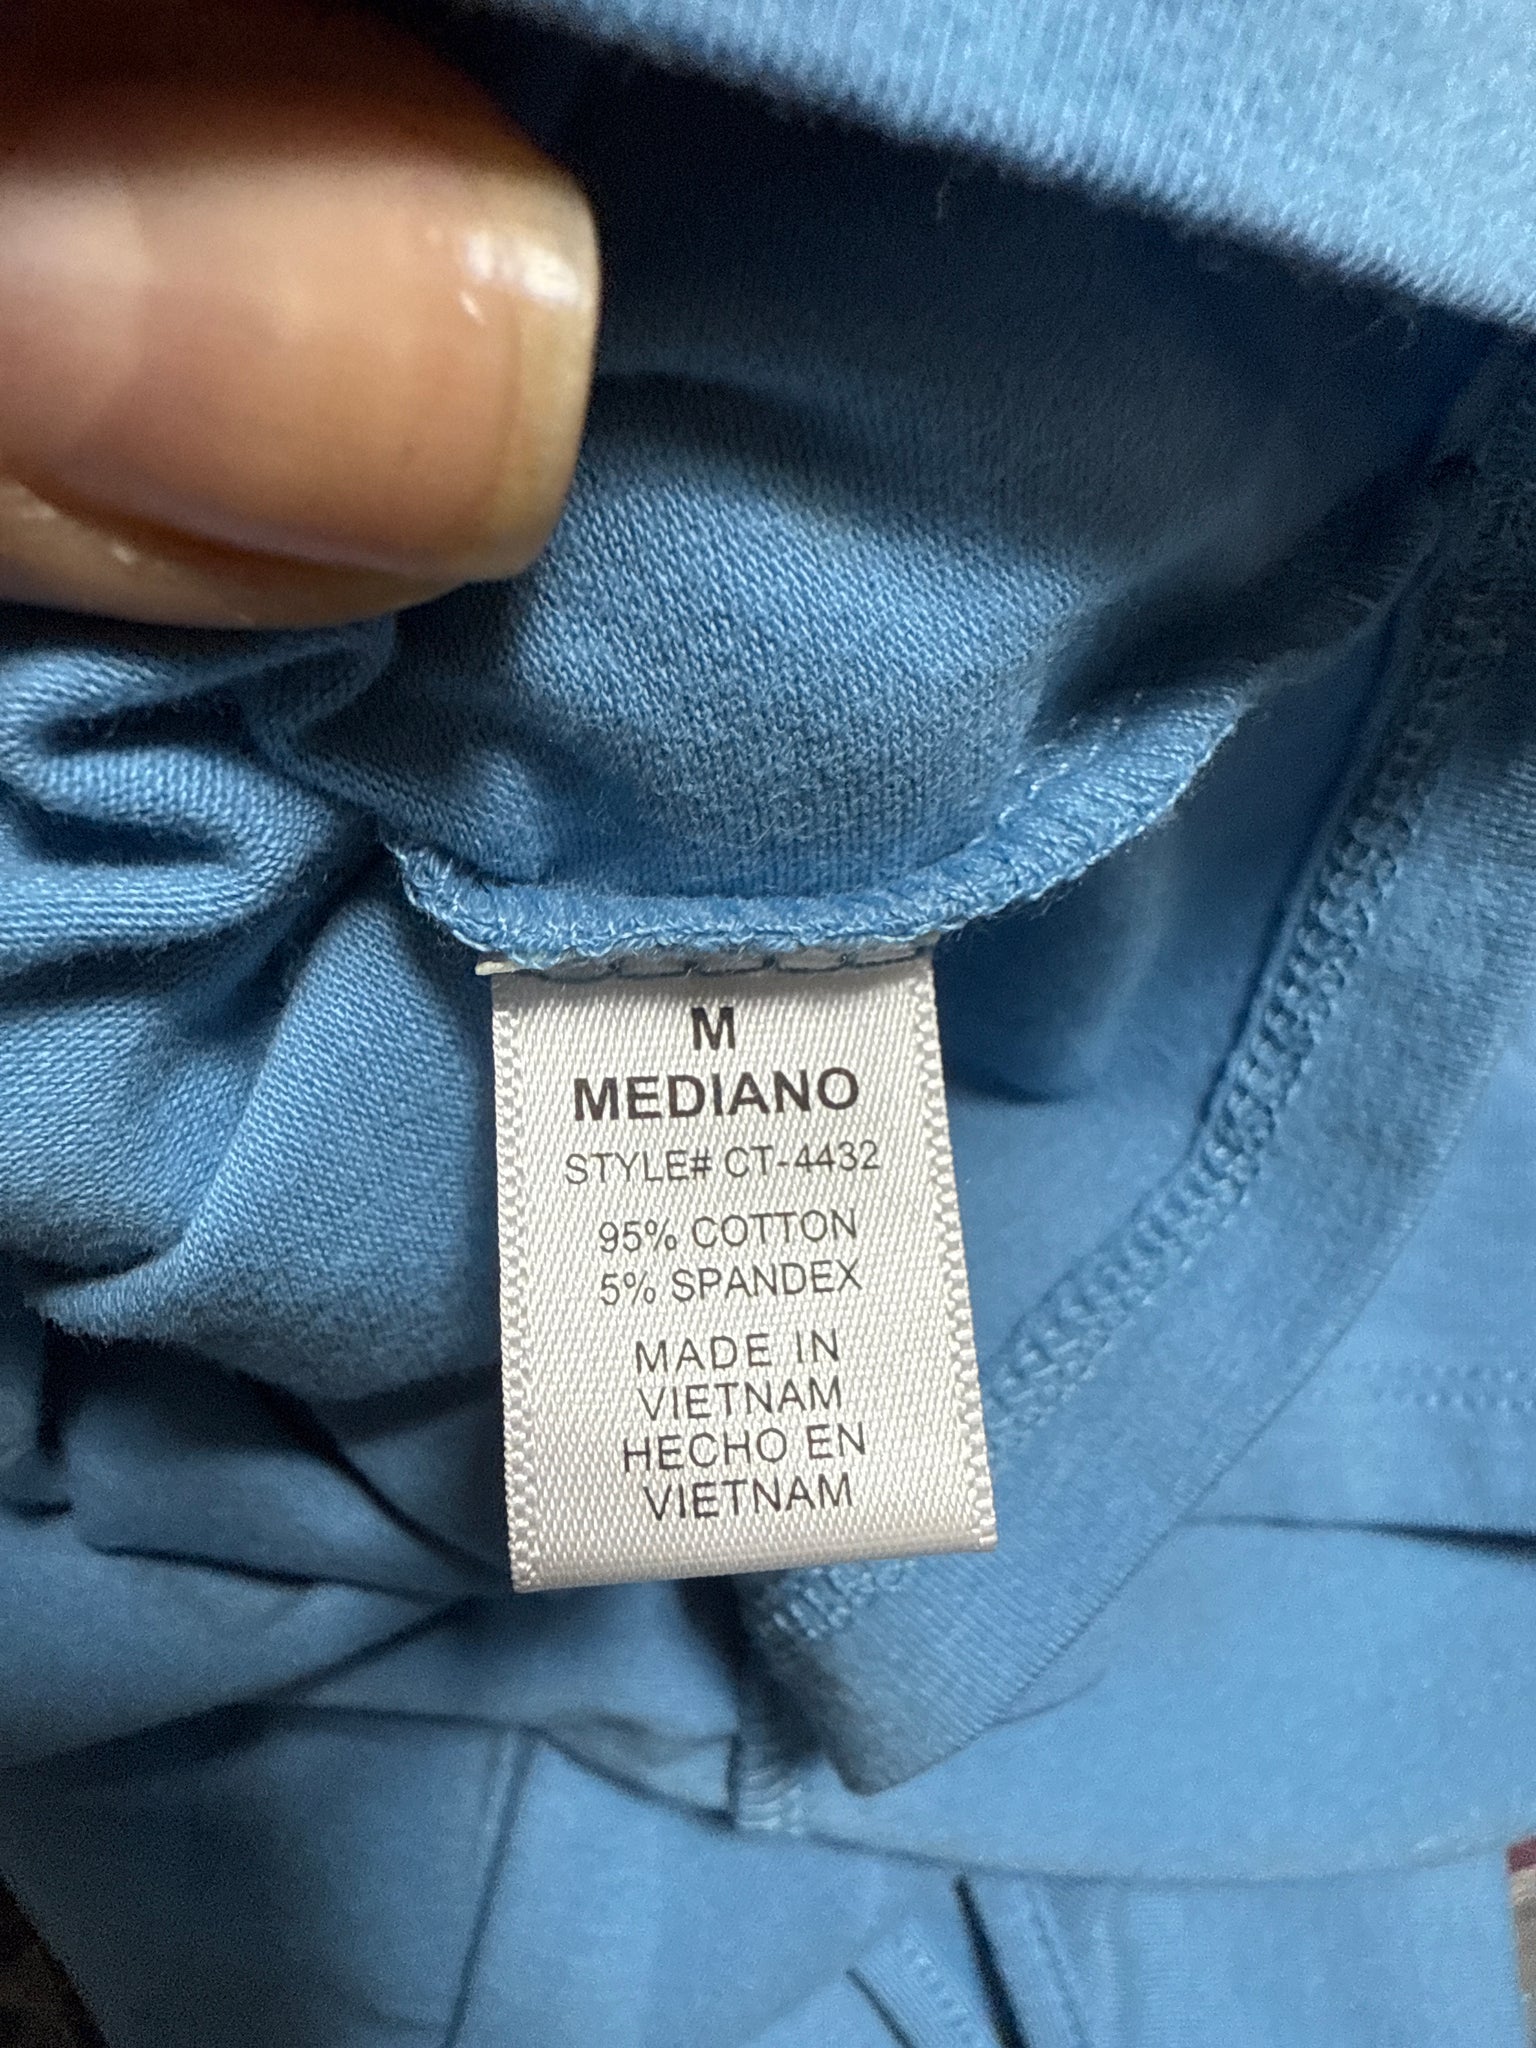 M
MEDIANO
STYLE# CT-4432
95% COTTON
5% SPANDEX
MADE IN
VIETNAM
HECHO EN
VIETNAM